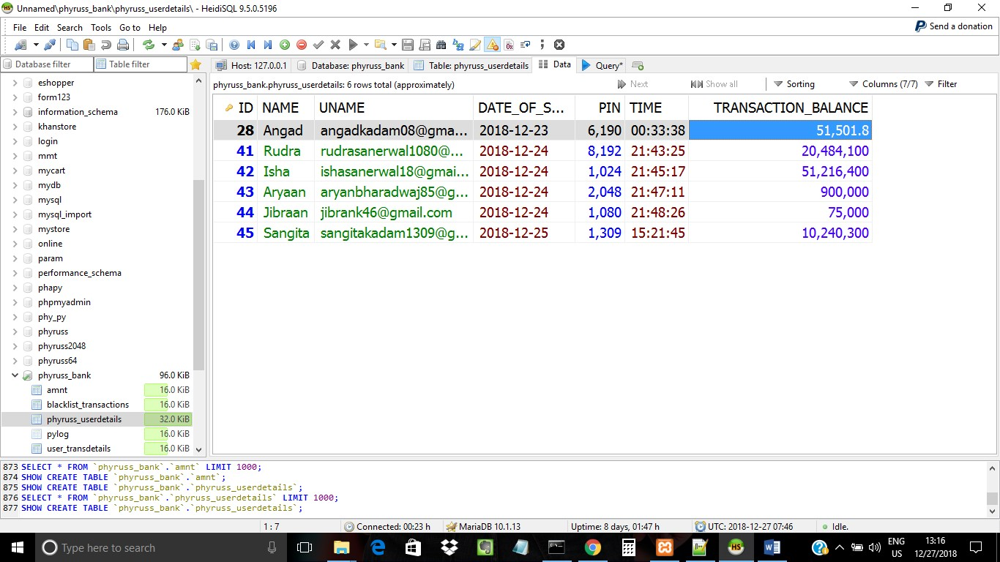 Unnamed\phyruss_bank\phyruss_userdetails\ - HeidiSQL 9.5.0.5196
File Edit Search Tools Go to Help
Send a donation
Database filter Table filter
Host: 127.0.0.1 Database: phyruss_bank Table: phyruss_userdetails Data Query*
phyruss_bank.phyruss_userdetails: 6 rows total (approximately) Next Show all Sorting Columns (7/7) Filter
eshopper
form123
information_schema 176.0 KiB
khanstore
login
mmt
mycart
mydb
mysql
mysql_import
mystore
online
param
performance_schema
phapy
phpmyadmin
phy_py
phyruss
phyruss2048
phyruss64
phyruss_bank 96.0 KiB
amnt 16.0 KiB
blacklist_transactions 16.0 KiB
phyruss_userdetails 32.0 KiB
pylog 16.0 KiB
user_transdetails 16.0 KiB
ID NAME UNAME DATE_OF_S... PIN TIME TRANSACTION_BALANCE
28 Angad angadkadam08@gma... 2018-12-23 6,190 00:33:38 51,501.8
41 Rudra rudrasanerwal1080@... 2018-12-24 8,192 21:43:25 20,484,100
42 Isha ishasanerwal18@gmai... 2018-12-24 1,024 21:45:17 51,216,400
43 Aryaan aryanbharadwaj85@g... 2018-12-24 2,048 21:47:11 900,000
44 Jibraan jibrank46@gmail.com 2018-12-24 1,080 21:48:26 75,000
45 Sangita sangitakadam1309@g... 2018-12-25 1,309 15:21:45 10,240,300
873 SELECT * FROM `phyruss_bank`.`amnt` LIMIT 1000;
874 SHOW CREATE TABLE `phyruss_bank`.`amnt`;
875 SHOW CREATE TABLE `phyruss_bank`.`phyruss_userdetails`;
876 SELECT * FROM `phyruss_bank`.`phyruss_userdetails` LIMIT 1000;
877 SHOW CREATE TABLE `phyruss_bank`.`phyruss_userdetails`;
1 : 7 Connected: 00:23 h MariaDB 10.1.13 Uptime: 8 days, 01:47 h UTC: 2018-12-27 07:46 Idle.
Type here to search
ENG
US
13:16
12/27/2018